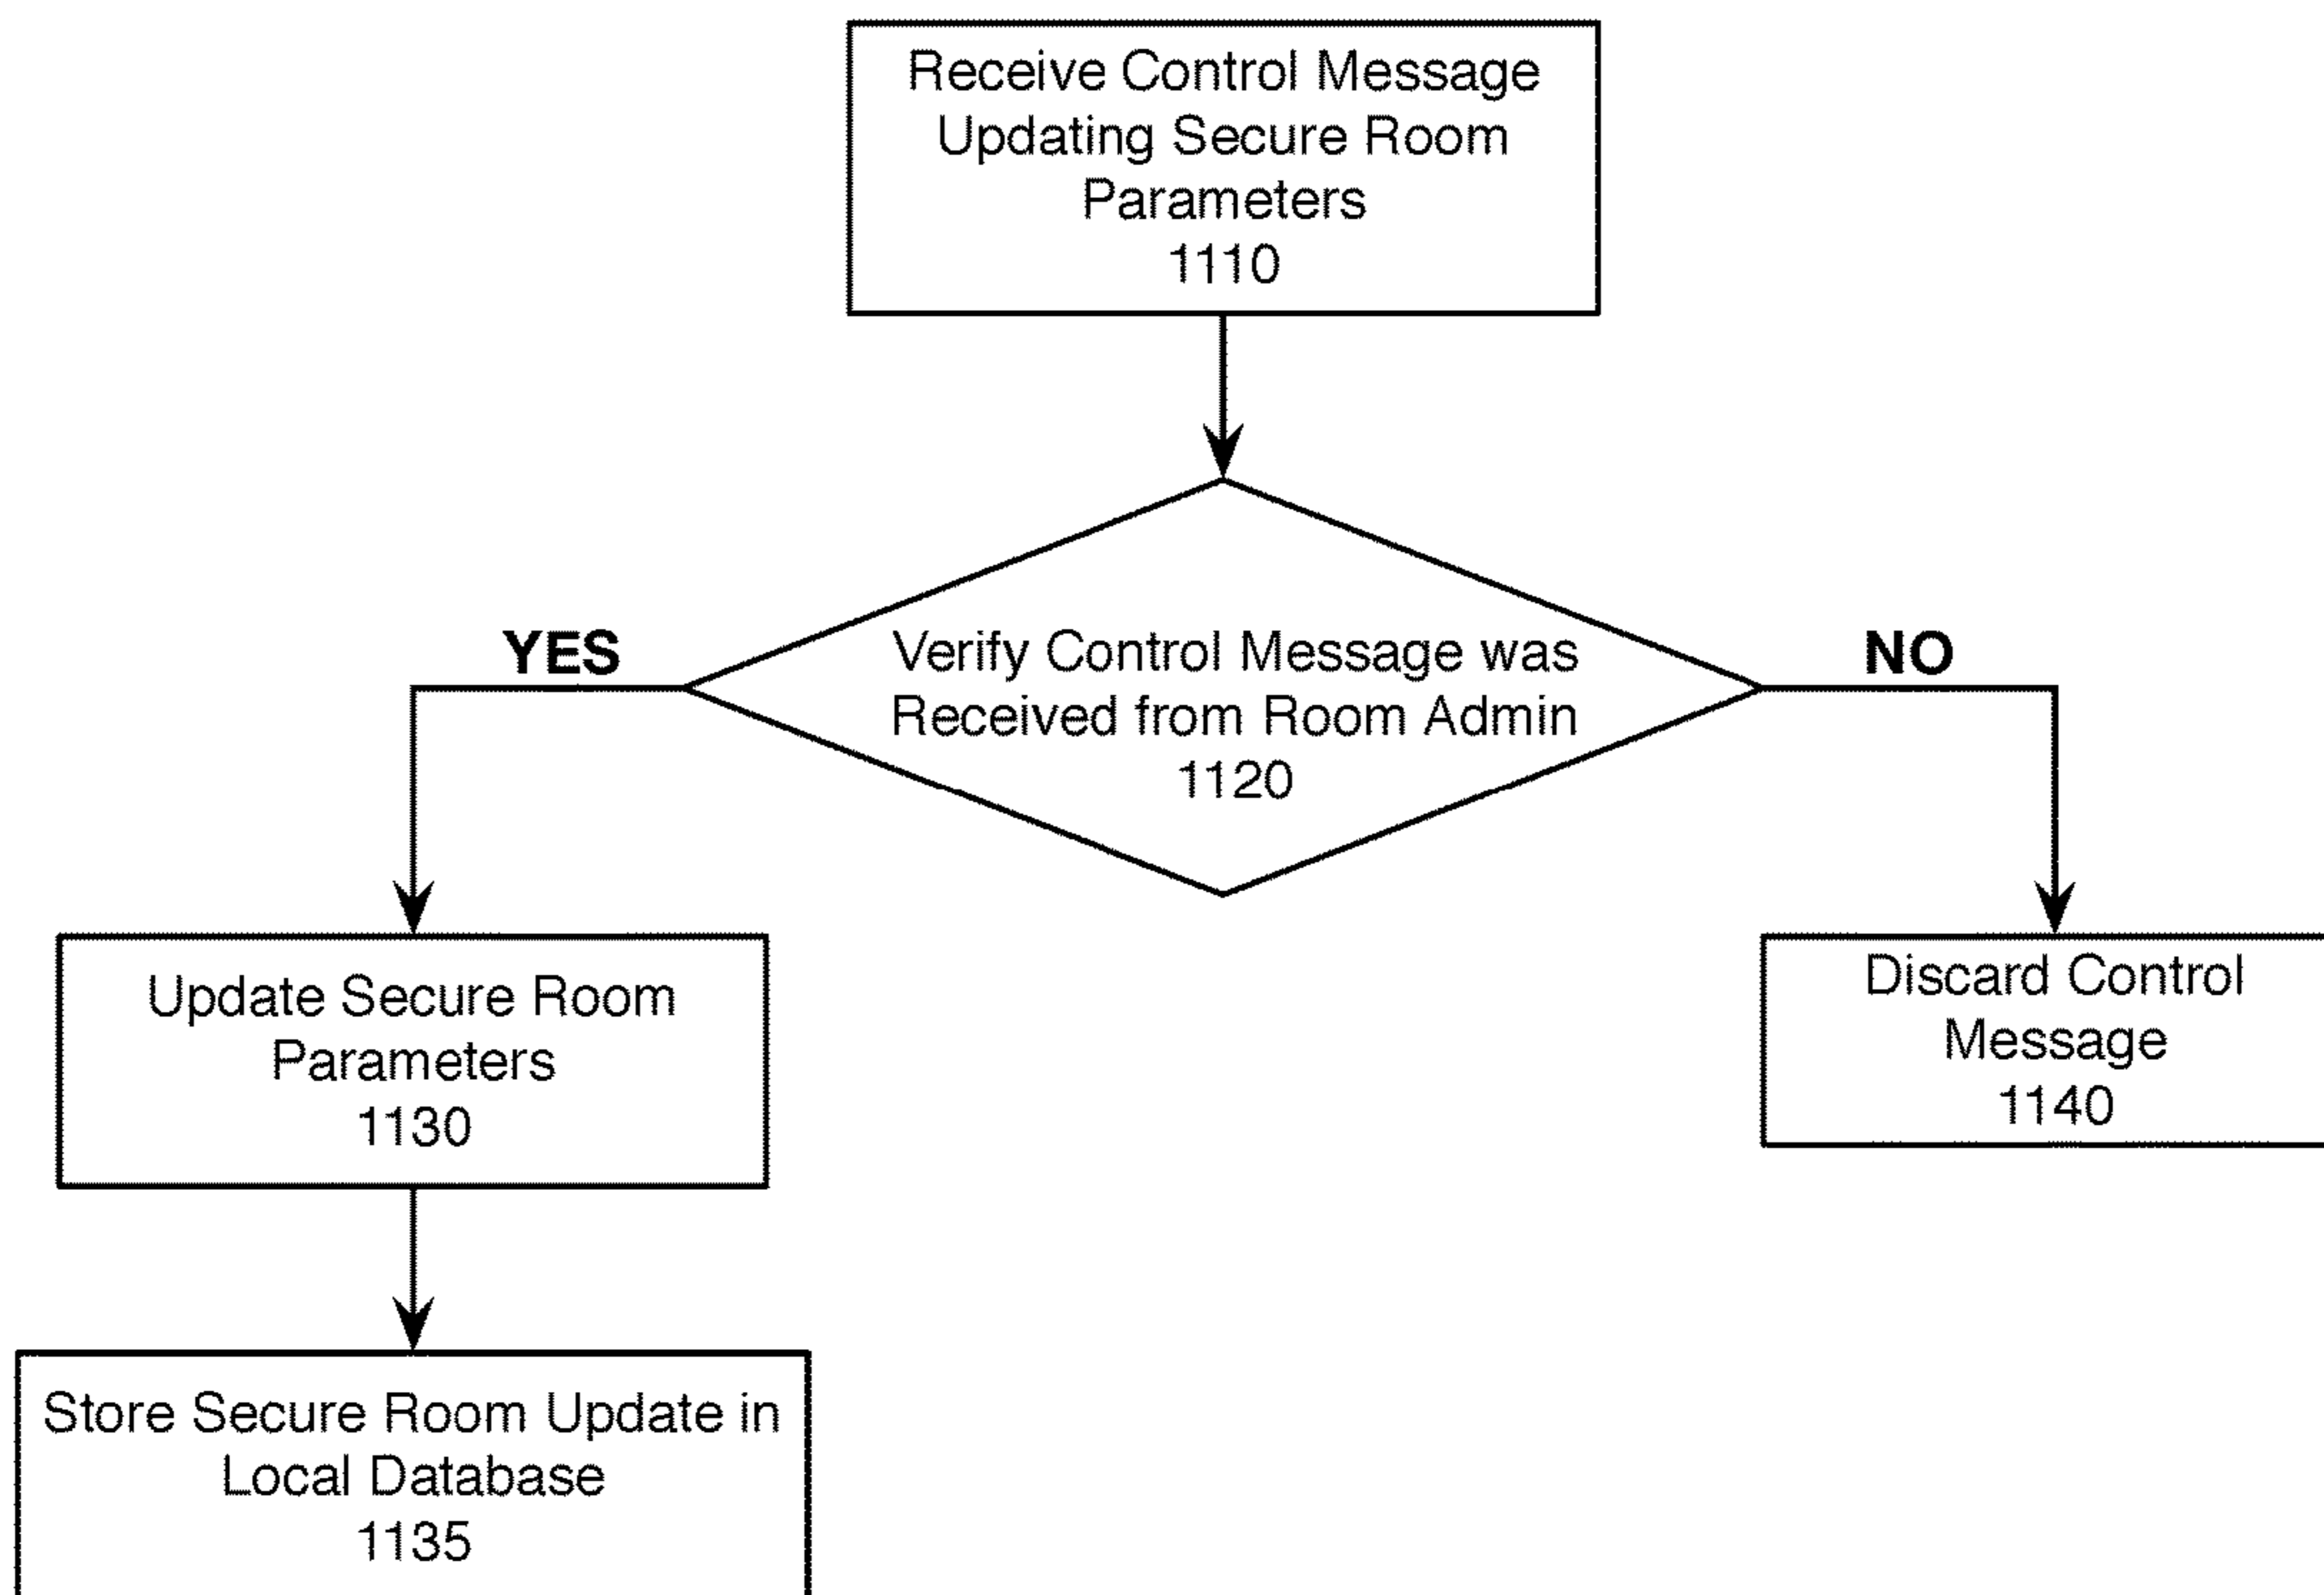 Receive Control Message
Updating Secure Room
Parameters
1110
YES
Verify Control Message was
Received from Room Admin
1120
NO
Update Secure Room
Parameters
1130
Discard Control
Message
1140
Store Secure Room Update in
Local Database
1135